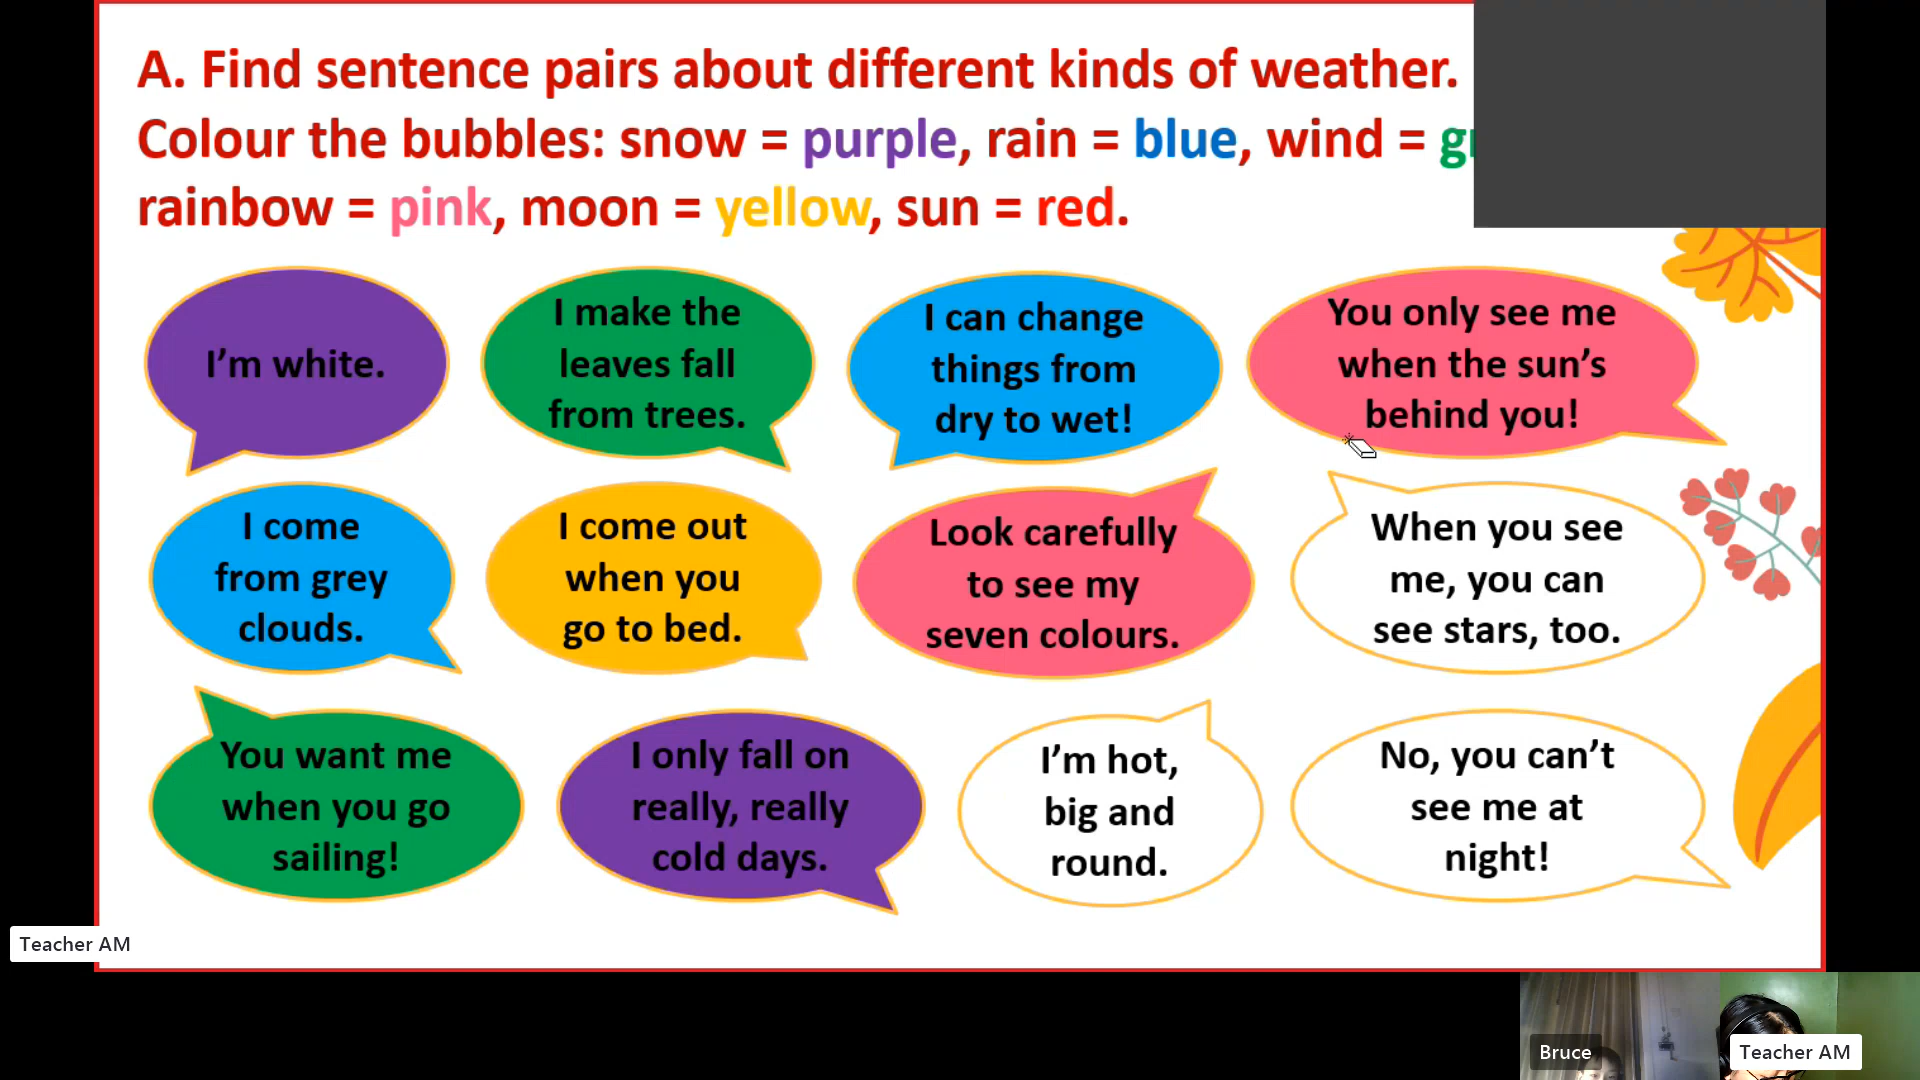 A. Find sentence pairs about different kinds of weather.
Colour the bubbles: snow = purple, rain = blue, wind =
rainbow = pink, moon = yellow, sun = red.
I'm white.
I make the
leaves fall
from trees.
I can change
things from
dry to wet!
You only see me
when the sun's
behind you!
I come
from grey
clouds.
I come out
when you
go to bed.
Look carefully
to see my
seven colours.
When you see
me, you can
see stars, too.
You want me
when you go
sailing!
I only fall on
really, really
cold days.
I'm hot,
big and
round.
No, you can't
see me at
night!
Teacher AM
Bruce
Teacher AM